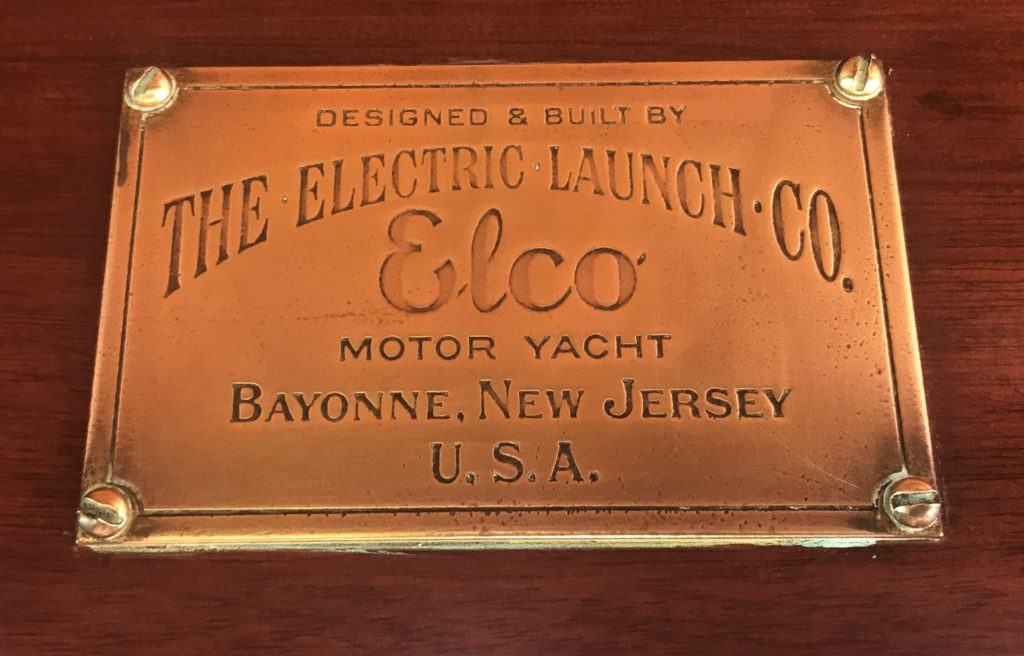 DESIGNED & BUILT BY
THE · ELECTRIC · LAUNCH · CO.
Elco
MOTOR YACHT
BAYONNE, NEW JERSEY
U.S.A.